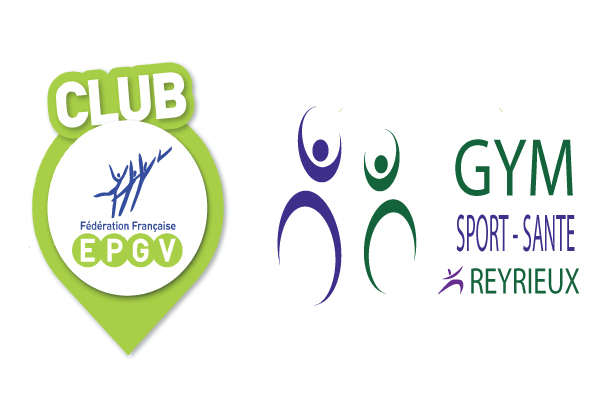 CLUB
Fédération Française
EPGV
GYM
SPORT - SANTE
REYRIEUX